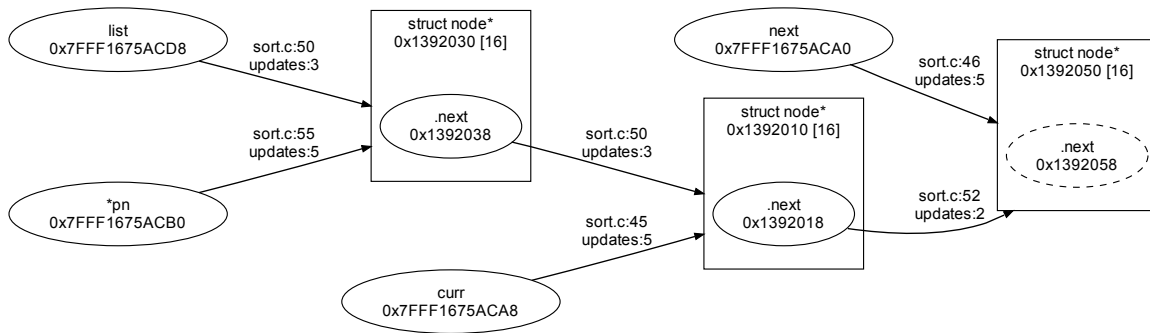 list
0x7FFF1675ACD8
sort.c:50
updates:3
struct node*
0x1392030 [16]
.next
0x1392038
*pn
0x7FFF1675ACB0
sort.c:55
updates:5
sort.c:50
updates:3
struct node*
0x1392010 [16]
.next
0x1392018
curr
0x7FFF1675ACA8
sort.c:45
updates:5
next
0x7FFF1675ACA0
sort.c:46
updates:5
sort.c:52
updates:2
struct node*
0x1392050 [16]
.next
0x1392058